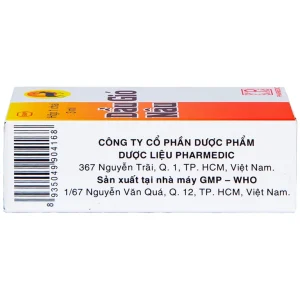 Dầu Gió
Nâu
CÔNG TY CỔ PHẦN DƯỢC PHẨM
DƯỢC LIỆU PHARMEDIC
367 Nguyễn Trãi, Q. 1, TP. HCM, Việt Nam.
Sản xuất tại nhà máy GMP – WHO
1/67 Nguyễn Văn Quá, Q. 12, TP. HCM, Việt Nam.
8935049904168